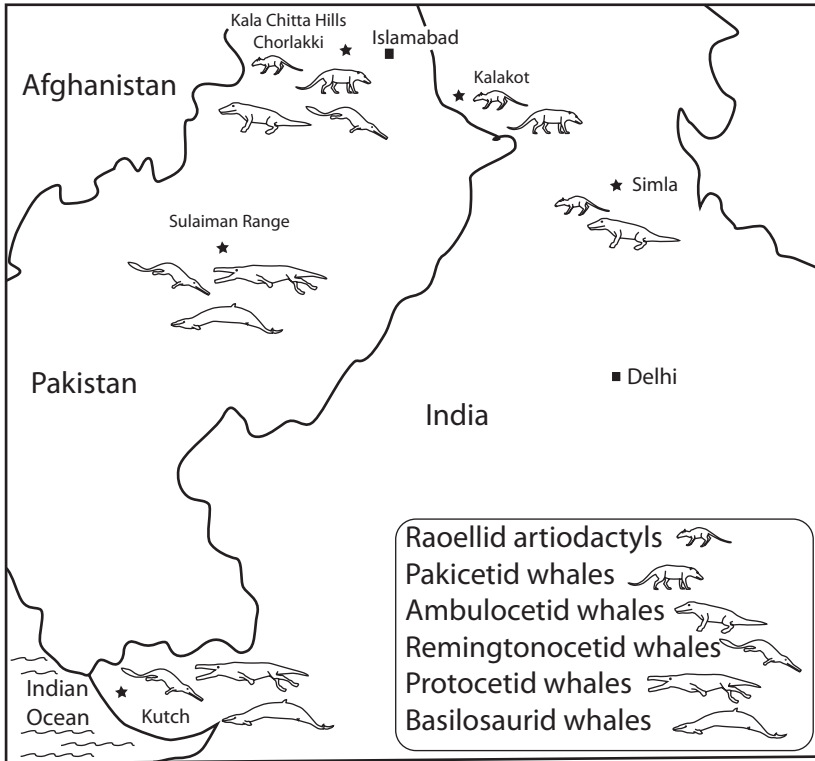 Kala Chitta Hills
Chorlakki
Islamabad
Afghanistan
Kalakot
Simla
Sulaiman Range
Pakistan
Delhi
India
Raoellid artiodactyls
Pakicetid whales
Ambulocetid whales
Remingtonocetid whales
Protocetid whales
Basilosaurid whales
Indian
Ocean
Kutch